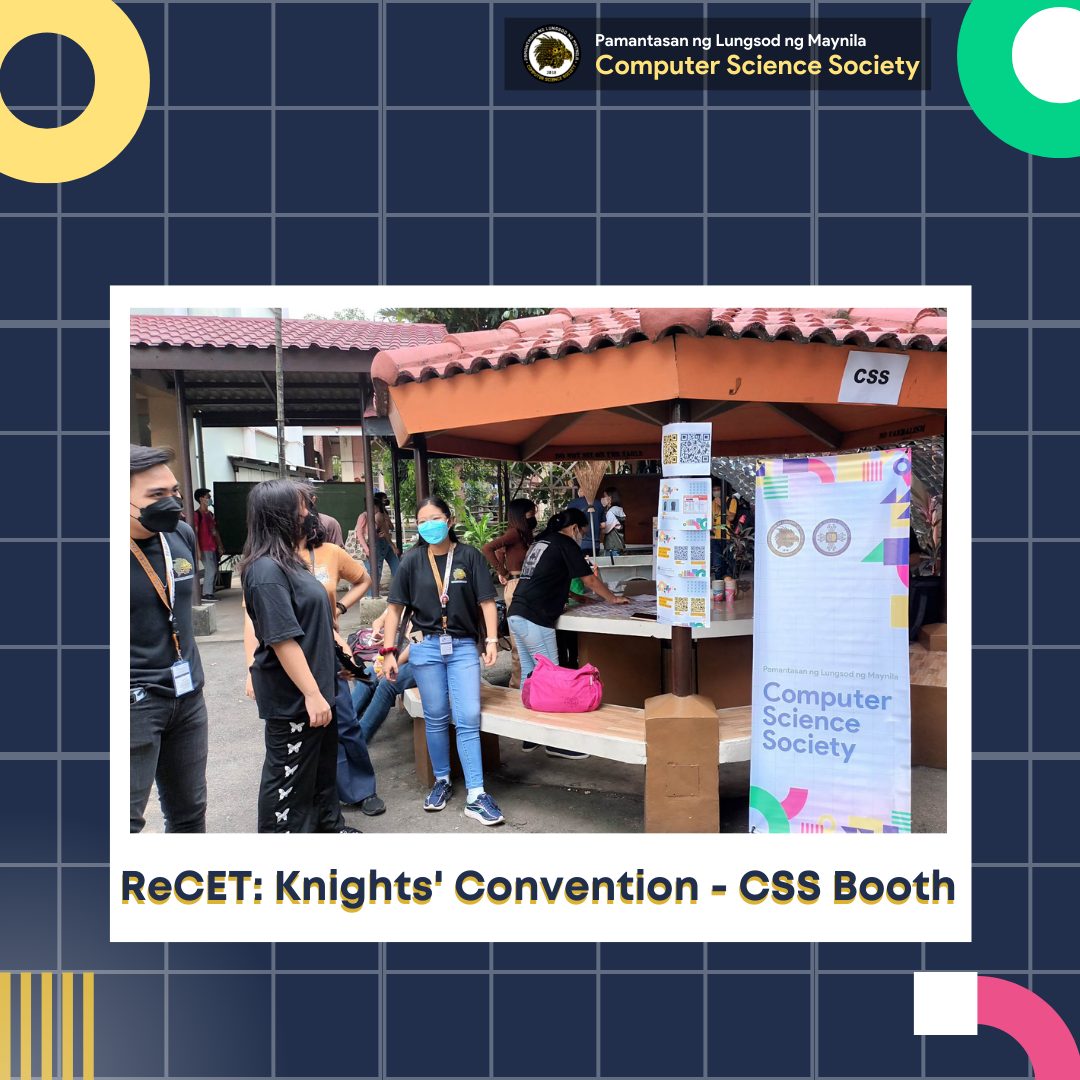 Pamantasan ng Lungsod ng Maynila
Computer Science Society
CSS
Pamantasan ng Lungsod ng Maynila
Computer
Science
Society
ReCET: Knights' Convention - CSS Booth